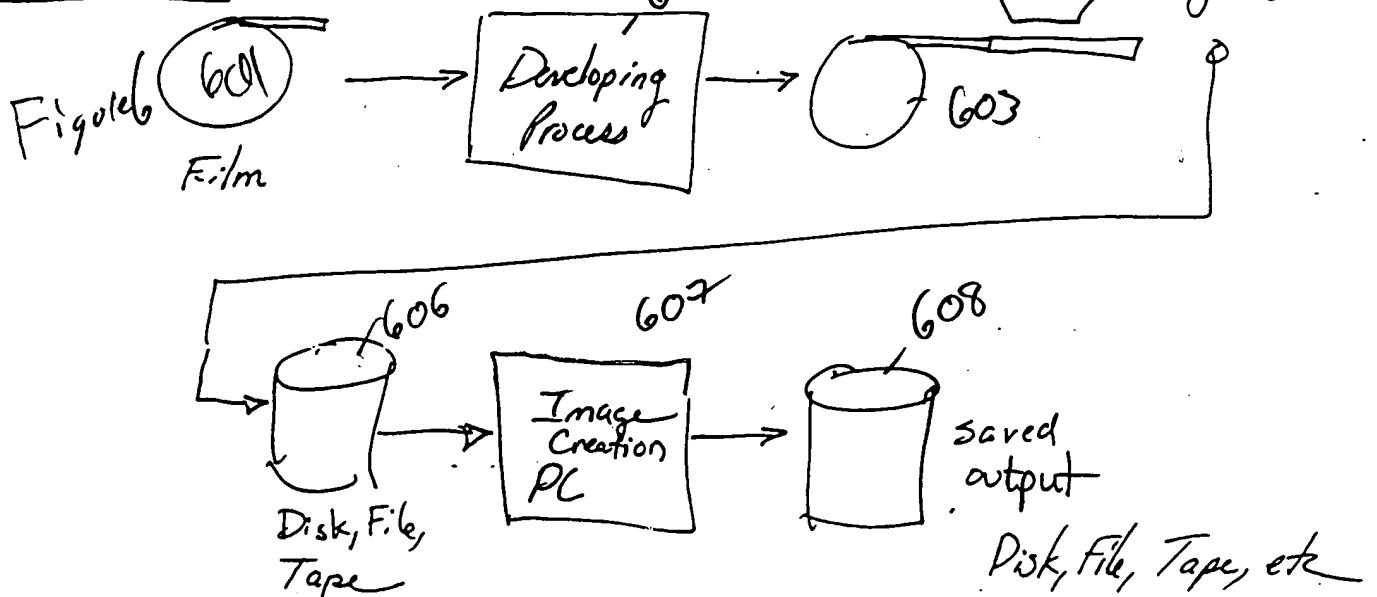 Figure 6
601
Film
Developing
Process
603
606
Disk, File,
Tape
607
Image
Creation
PC
608
saved
output
Disk, File, Tape, etc